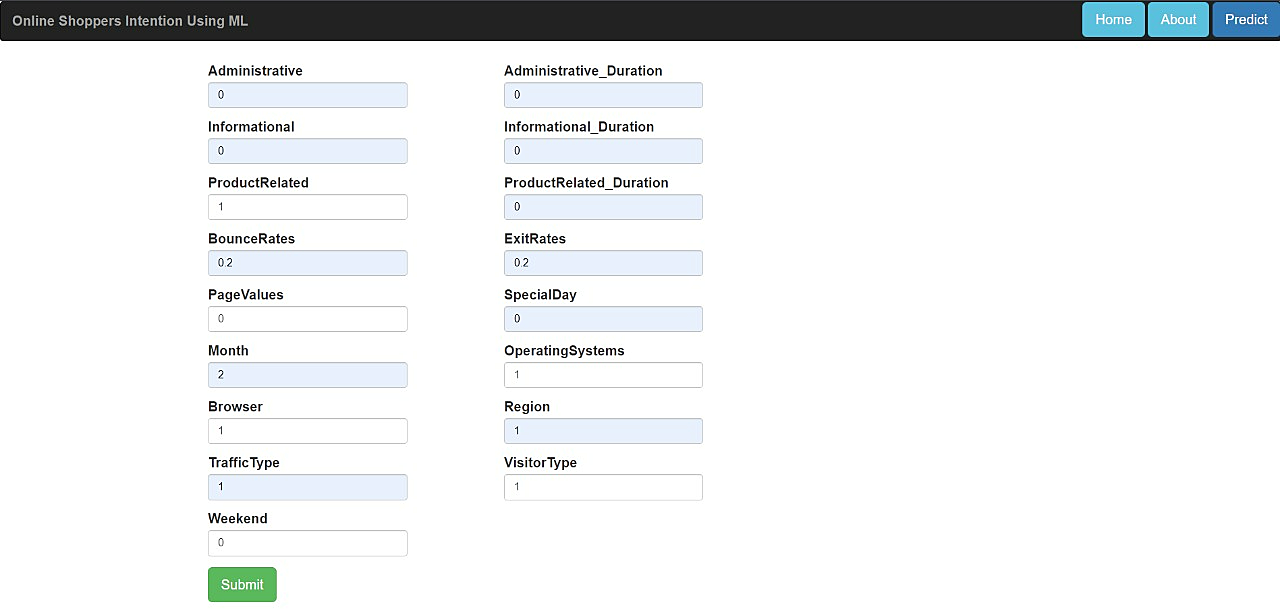 Online Shoppers Intention Using ML Home About Predict
Administrative Administrative_Duration
0 0
Informational Informational_Duration
0 0
ProductRelated ProductRelated_Duration
1 0
BounceRates ExitRates
0.2 0.2
PageValues SpecialDay
0 0
Month OperatingSystems
2 1
Browser Region
1 1
TrafficType VisitorType
1 1
Weekend
0
Submit